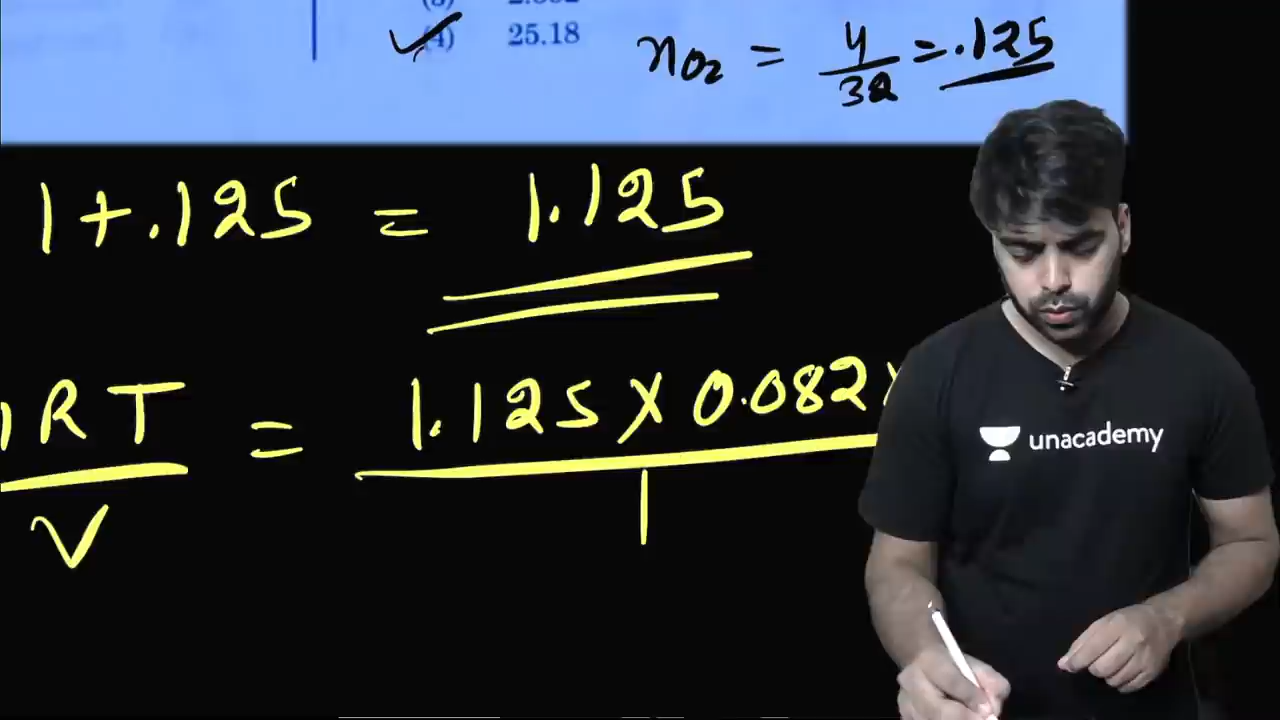 (4) 25.18
nO₂ = 4/32 = .125
1 + .125 = 1.125
RT/V = 1.125 × 0.082 ×/1
unacademy